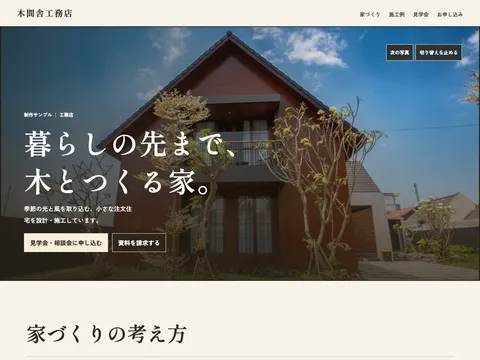 木間舎工務店
家づくり 施工例 見学会 お申し込み
次の写真 切り替えを止める
制作サンプル | 工務店
暮らしの先まで、
木とつくる家。
季節の光と風を取り込む、小さな注文住
宅を設計・施工しています。
見学会・相談会に申し込む 資料を請求する
家づくりの考え方